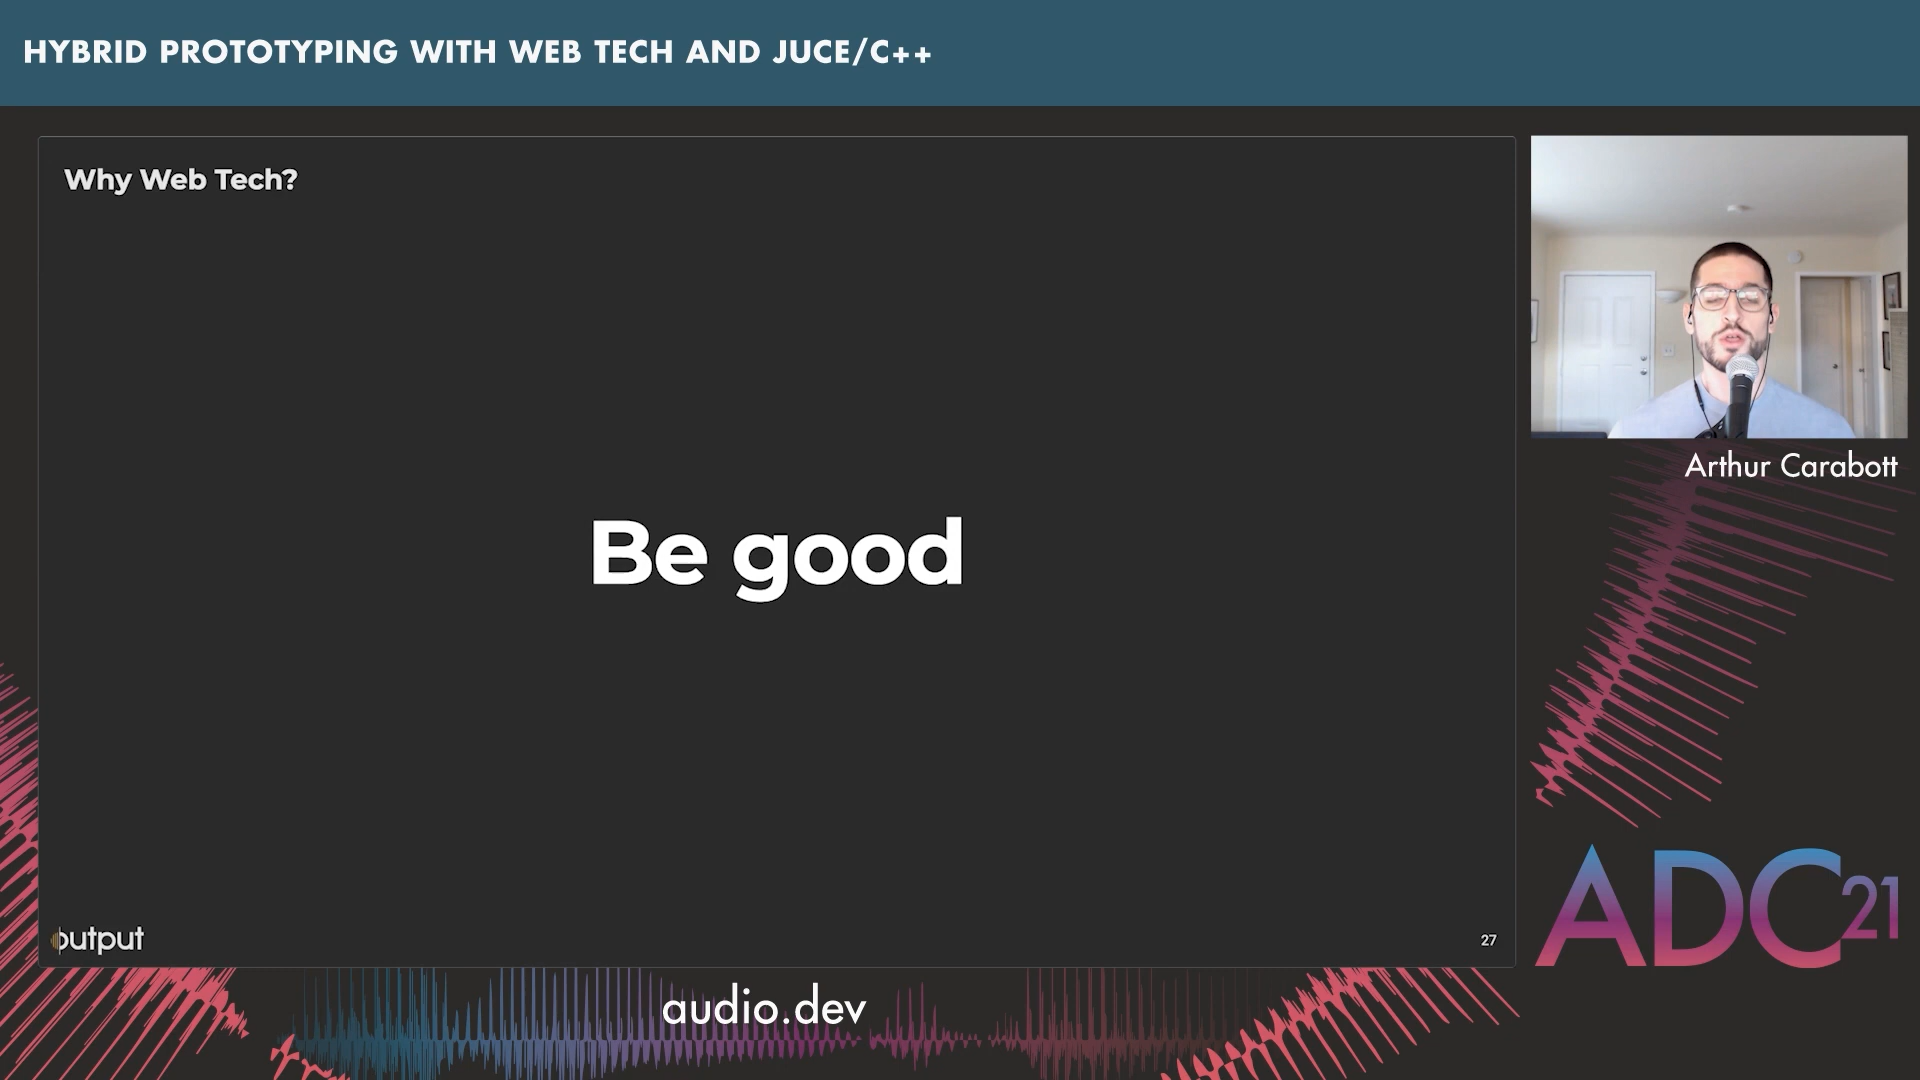 HYBRID PROTOTYPING WITH WEB TECH AND JUCE/C++
Why Web Tech?
Be good
output
27
Arthur Carabott
ADC21
audio.dev